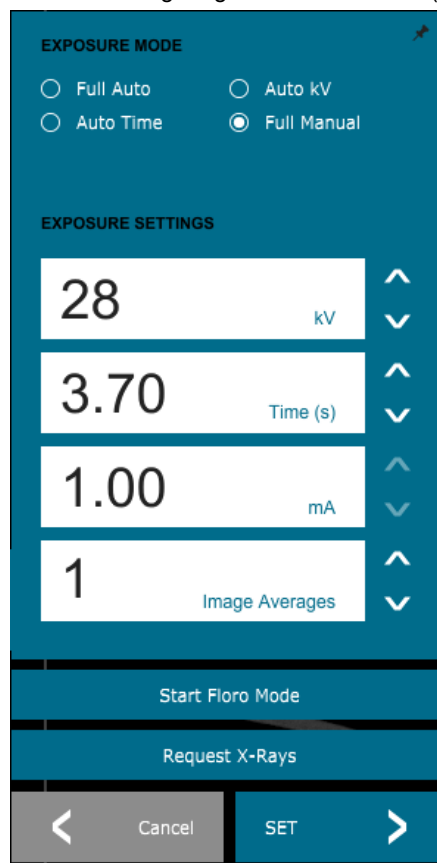 EXPOSURE MODE
Full Auto
Auto kV
Auto Time
Full Manual
EXPOSURE SETTINGS
28
kV
3.70
Time (s)
1.00
mA
1
Image Averages
Start Floro Mode
Request X-Rays
Cancel
SET